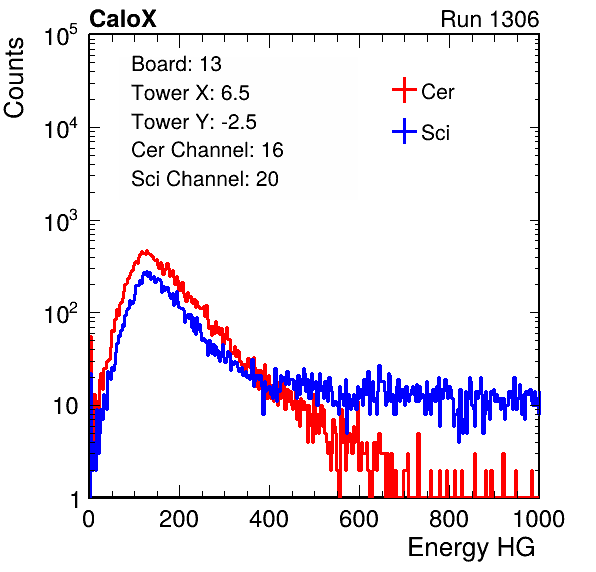 CaloX Run 1306
Counts
Board: 13
Tower X: 6.5
Tower Y: -2.5
Cer Channel: 16
Sci Channel: 20
Cer
Sci
10^5
10^4
10^3
10^2
10
1
0 200 400 600 800 1000
Energy HG